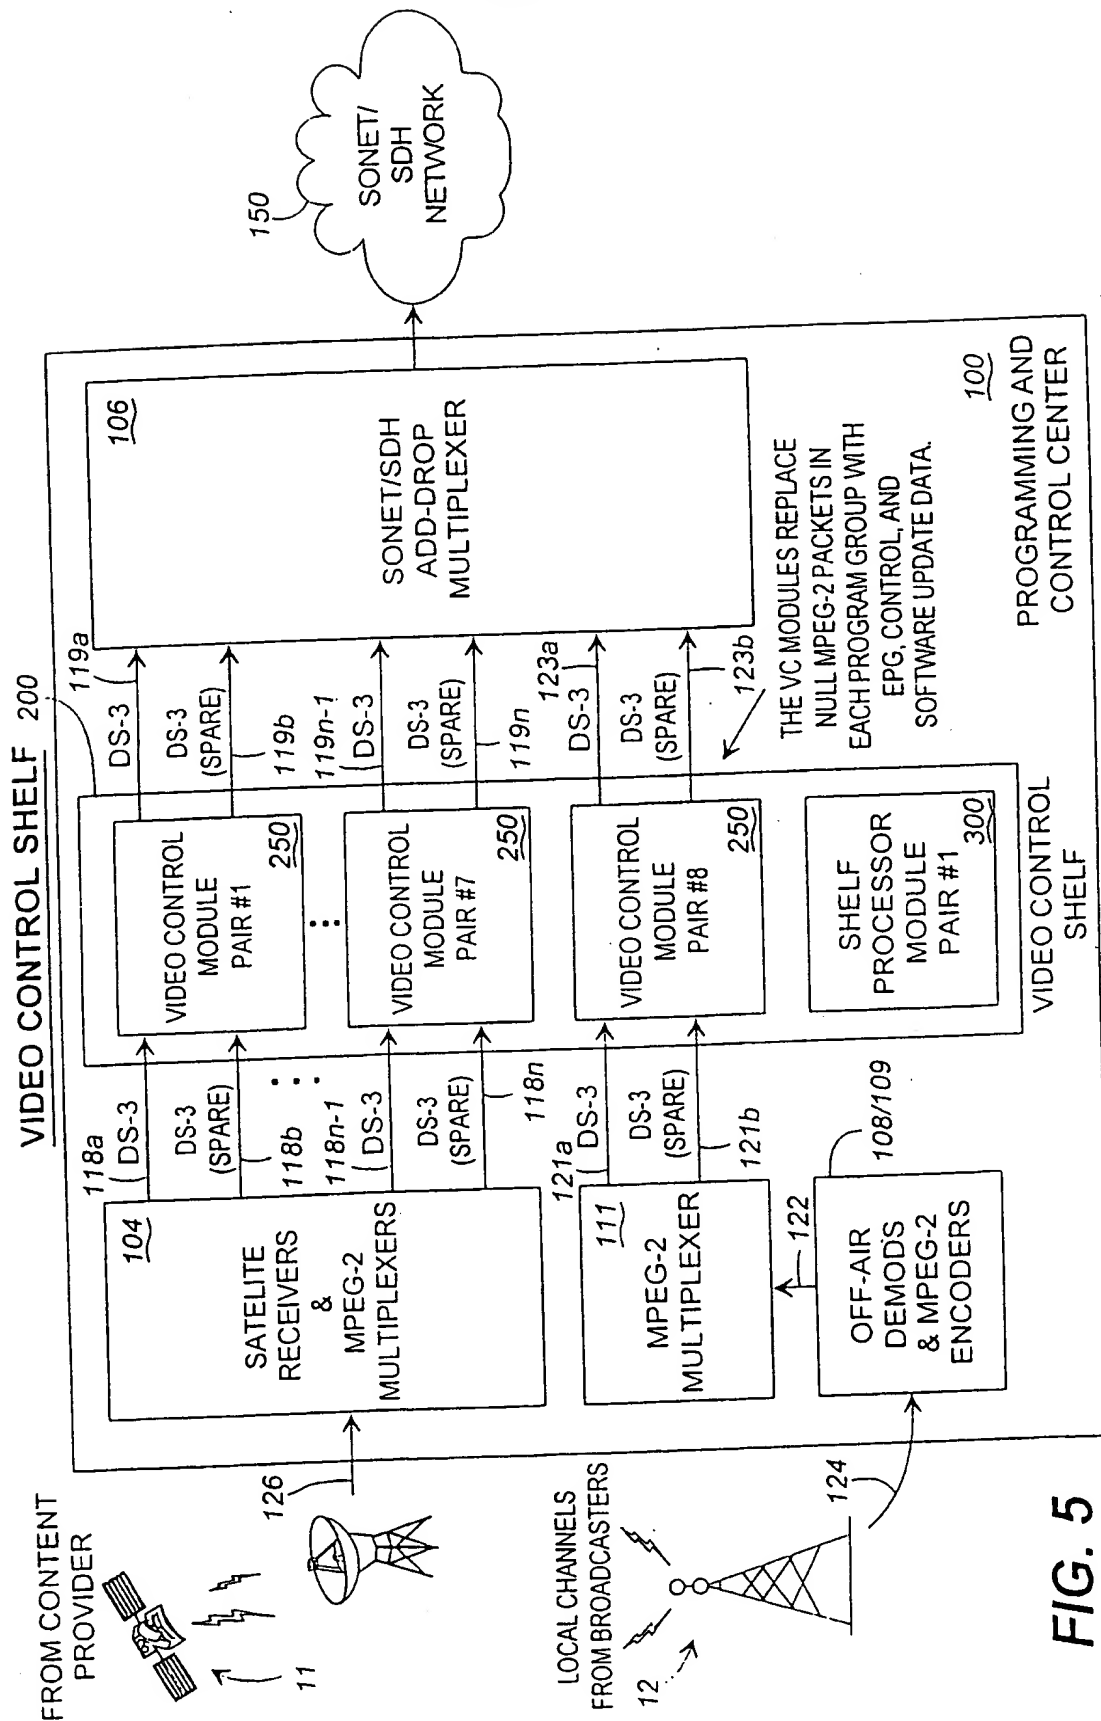 VIDEO CONTROL SHELF
FROM CONTENT
PROVIDER
11
126
LOCAL CHANNELS
FROM BROADCASTERS
12
124
104
SATELITE
RECEIVERS
&
MPEG-2
MULTIPLEXERS
111
MPEG-2
MULTIPLEXER
122
108/109
OFF-AIR
DEMODS
& MPEG-2
ENCODERS
118a
DS-3
DS-3
(SPARE)
118b
118n-1
DS-3
DS-3
(SPARE)
118n
121a
DS-3
DS-3
(SPARE)
121b
200
VIDEO CONTROL
MODULE
PAIR #1
250
VIDEO CONTROL
MODULE
PAIR #7
250
VIDEO CONTROL
MODULE
PAIR #8
250
SHELF
PROCESSOR
MODULE
PAIR #1
300
VIDEO CONTROL
SHELF
119a
DS-3
DS-3
(SPARE)
119b
119n-1
DS-3
DS-3
(SPARE)
119n
123a
DS-3
DS-3
(SPARE)
123b
106
SONET/SDH
ADD-DROP
MULTIPLEXER
THE VC MODULES REPLACE
NULL MPEG-2 PACKETS IN
EACH PROGRAM GROUP WITH
EPG, CONTROL, AND
SOFTWARE UPDATE DATA.
100
PROGRAMMING AND
CONTROL CENTER
150
SONET/
SDH
NETWORK
FIG. 5